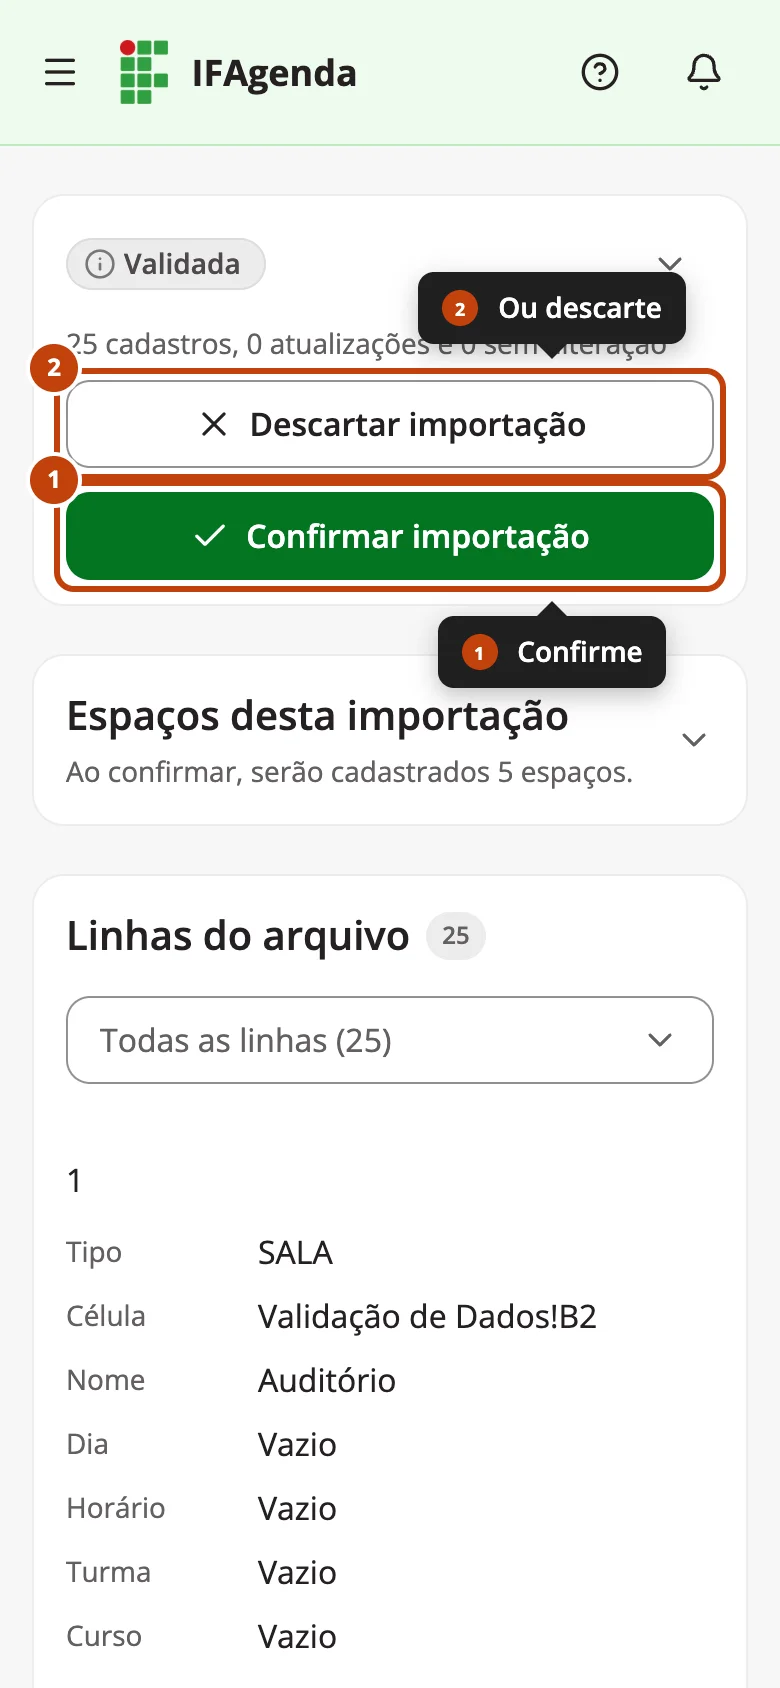 IFAgenda
Validada
2 Ou descarte
25 cadastros, 0 atualizações e 0 sem alteração
2
Descartar importação
1
Confirmar importação
1 Confirme
Espaços desta importação
Ao confirmar, serão cadastrados 5 espaços.
Linhas do arquivo 25
Todas as linhas (25)
1
Tipo SALA
Célula Validação de Dados!B2
Nome Auditório
Dia Vazio
Horário Vazio
Turma Vazio
Curso Vazio